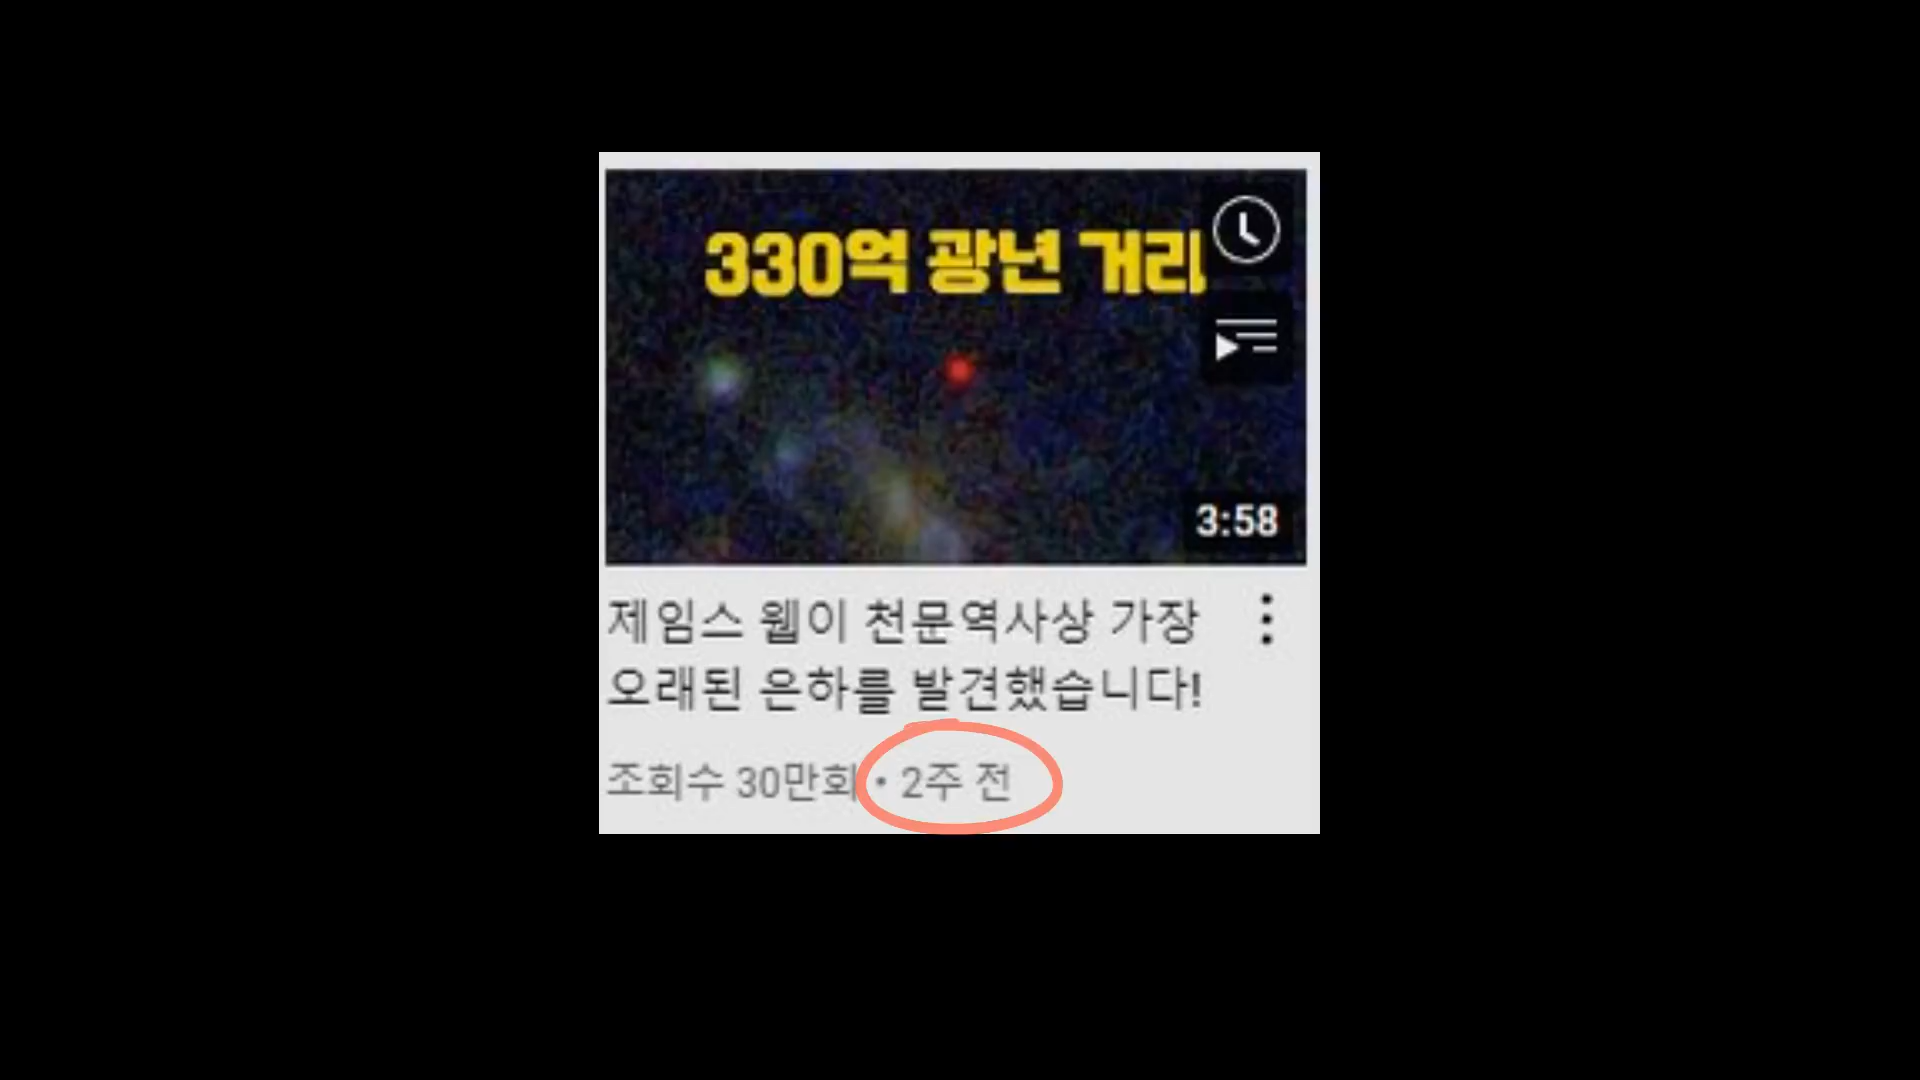 330억 광년 거리
3:58
제임스 웹이 천문역사상 가장
오래된 은하를 발견했습니다!
조회수 30만회 • 2주 전